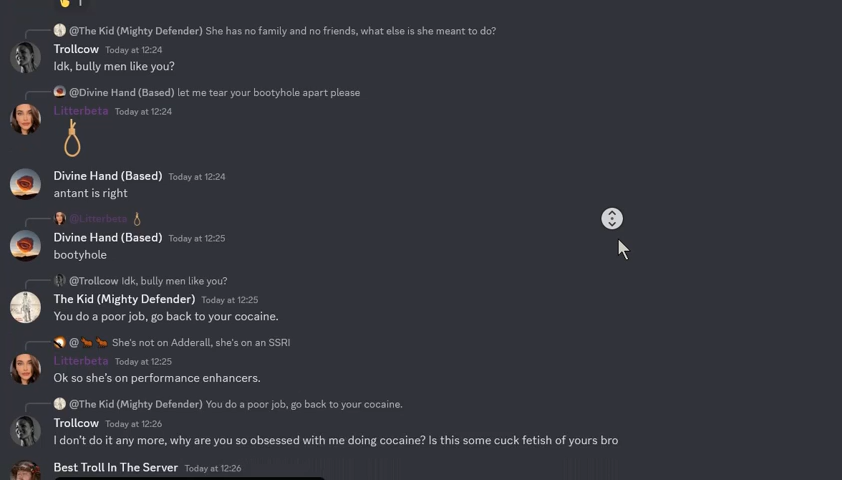 @The Kid (Mighty Defender) She has no family and no friends, what else is she meant to do?
Trollcow Today at 12:24
Idk, bully men like you?
@Divine Hand (Based) let me tear your bootyhole apart please
Litterbeta Today at 12:24
Divine Hand (Based) Today at 12:24
antant is right
@Litterbeta
Divine Hand (Based) Today at 12:25
bootyhole
@Trollcow Idk, bully men like you?
The Kid (Mighty Defender) Today at 12:25
You do a poor job, go back to your cocaine.
@ She's not on Adderall, she's on an SSRI
Litterbeta Today at 12:25
Ok so she's on performance enhancers.
@The Kid (Mighty Defender) You do a poor job, go back to your cocaine.
Trollcow Today at 12:26
I don't do it any more, why are you so obsessed with me doing cocaine? Is this some cuck fetish of yours bro
Best Troll In The Server Today at 12:26